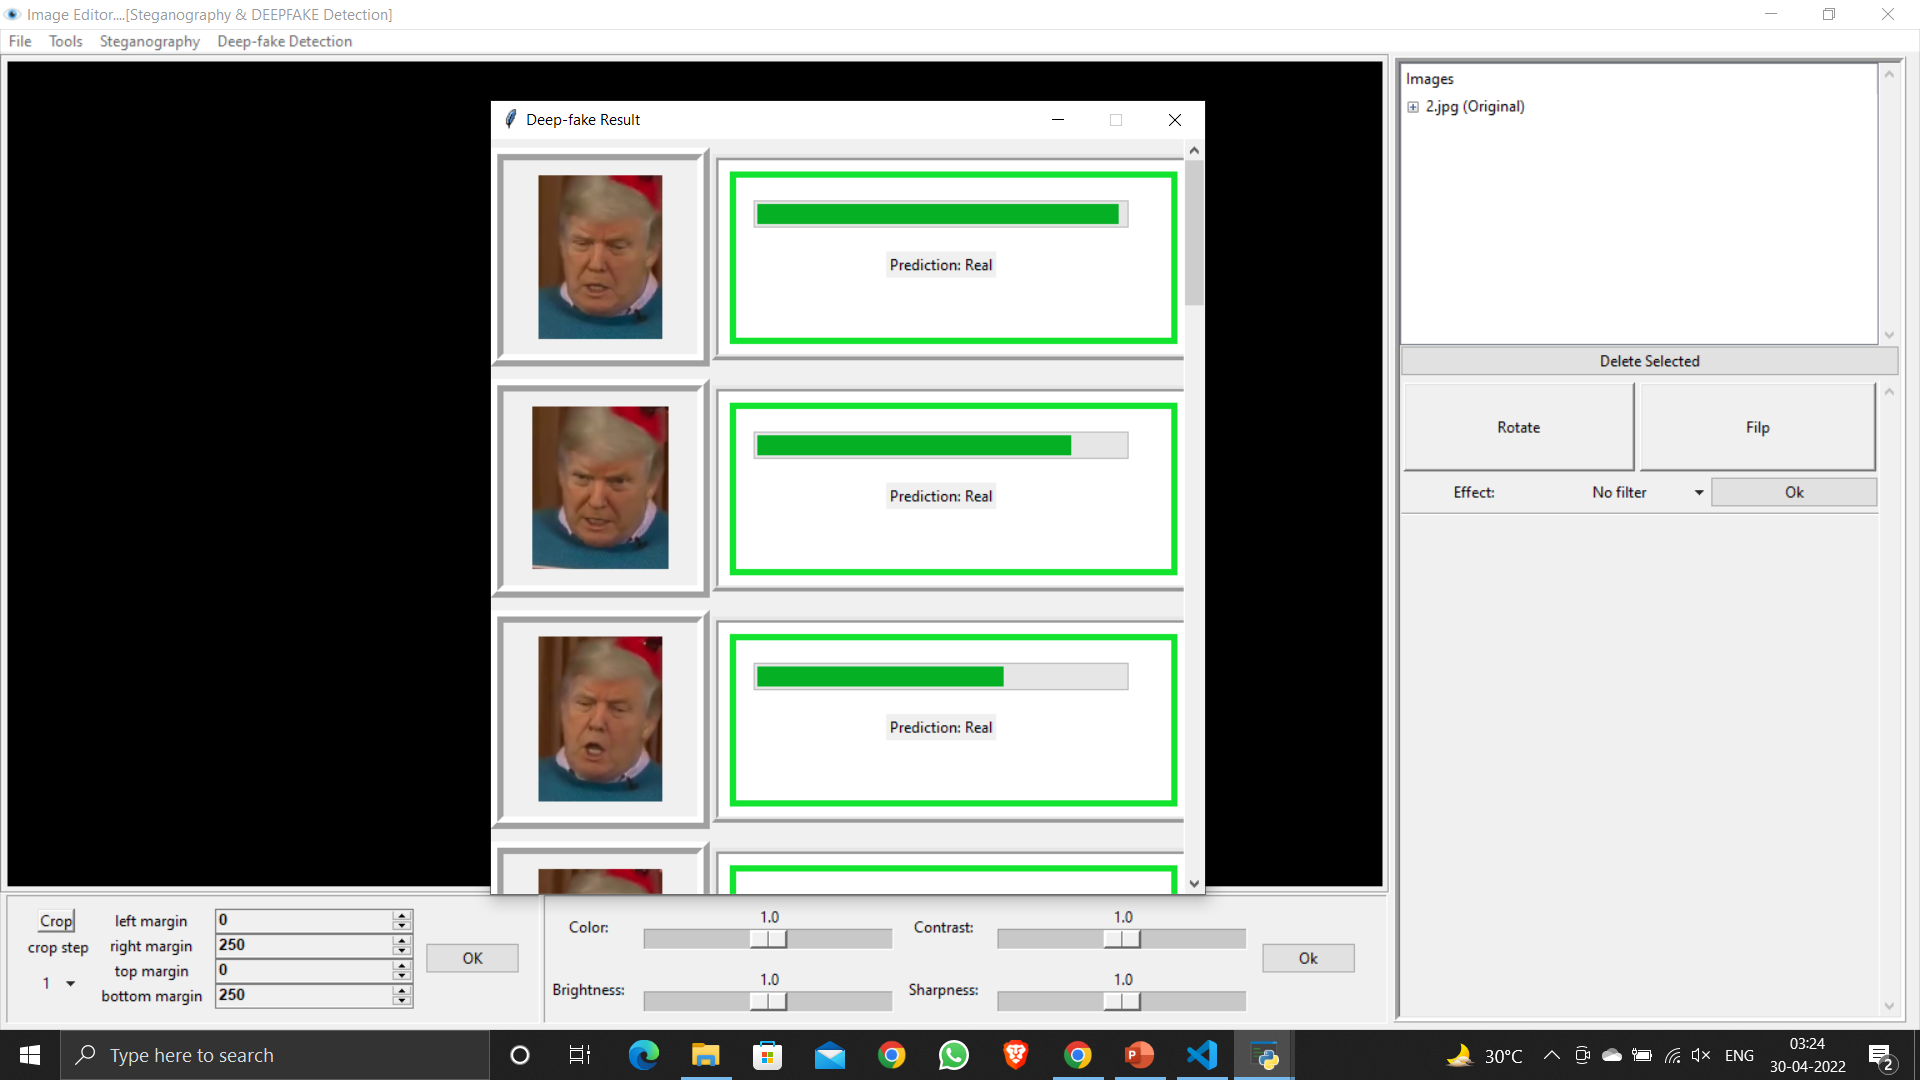 Image Editor....[Steganography & DEEPFAKE Detection]
File Tools Steganography Deep-fake Detection
Deep-fake Result
Prediction: Real
Prediction: Real
Prediction: Real
Images
2.jpg (Original)
Delete Selected
Rotate Filp
Effect: No filter Ok
Crop
crop step
1
left margin 0
right margin 250
top margin 0
bottom margin 250
OK
Color: 1.0
Contrast: 1.0
Brightness: 1.0
Sharpness: 1.0
Ok
Type here to search
P
30°C
ENG
03:24
30-04-2022
2